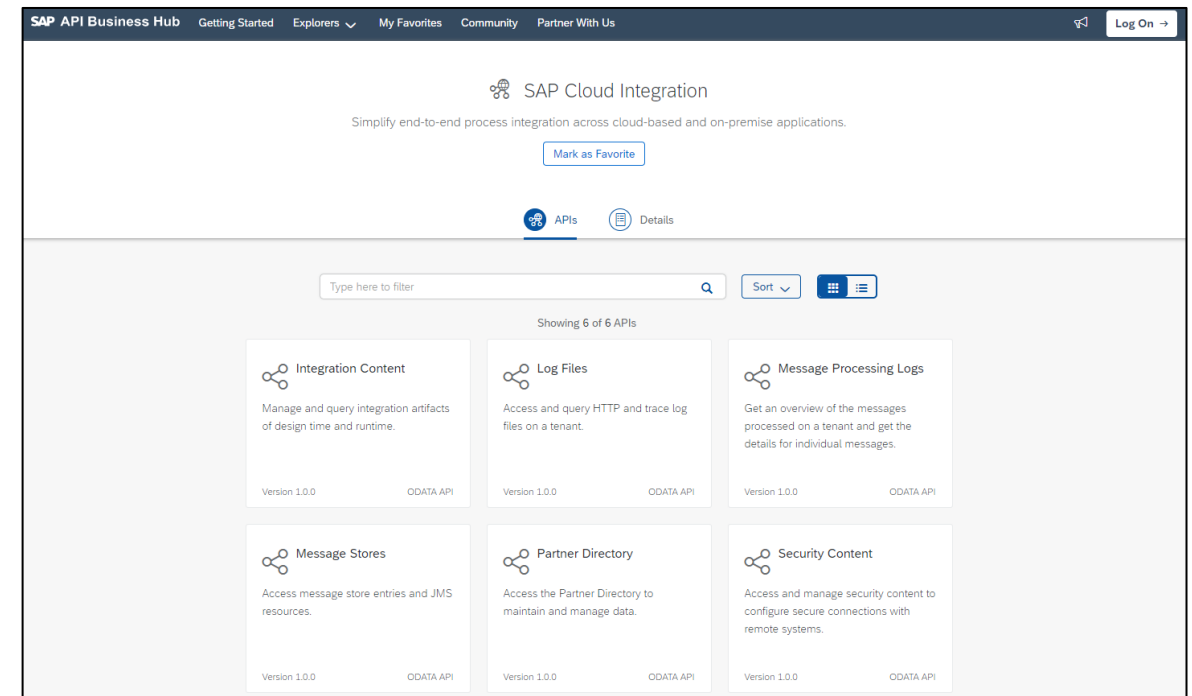 SAP API Business Hub Getting Started Explorers My Favorites Community Partner With Us Log On →
SAP Cloud Integration
Simplify end-to-end process integration across cloud-based and on-premise applications.
Mark as Favorite
APIs Details
Type here to filter Sort
Showing 6 of 6 APIs
Integration Content
Manage and query integration artifacts
of design time and runtime.
Version 1.0.0 ODATA API
Log Files
Access and query HTTP and trace log
files on a tenant.
Version 1.0.0 ODATA API
Message Processing Logs
Get an overview of the messages
processed on a tenant and get the
details for individual messages.
Version 1.0.0 ODATA API
Message Stores
Access message store entries and JMS
resources.
Version 1.0.0 ODATA API
Partner Directory
Access the Partner Directory to
maintain and manage data.
Version 1.0.0 ODATA API
Security Content
Access and manage security content to
configure secure connections with
remote systems.
Version 1.0.0 ODATA API